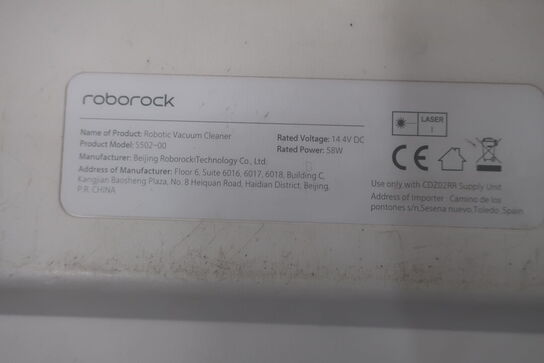 roborock
Name of Product: Robotic Vacuum Cleaner
Product Model: S502-00
Manufacturer: Beijing RoborockTechnology Co., Ltd.
Address of Manufacturer: Floor 6, Suite 6016, 6017, 6018, Building C,
Kangjian Baosheng Plaza, No. 8 Heiquan Road, Haidian District, Beijing,
P.R. CHINA
Rated Voltage: 14.4V DC
Rated Power: 58W
LASER
1
CE
Use only with CDZ02RR Supply Unit
Address of Importer : Camino de los
pontones s/n, Sesena nuevo, Toledo, Spain